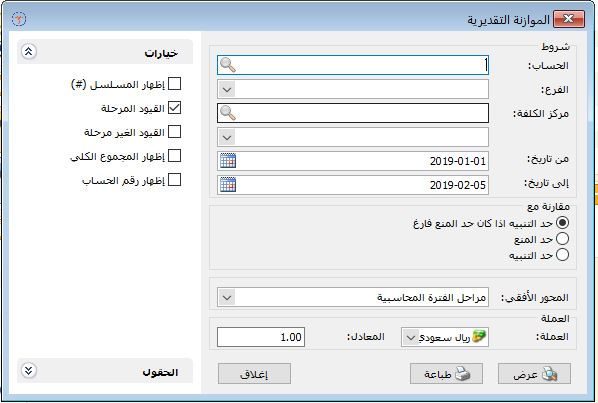 الموازنة التقديرية
شروط
الحساب:
الفرع:
مركز الكلفة:
من تاريخ: 2019-01-01
إلى تاريخ: 2019-02-05
مقارنة مع
حد التنبيه اذا كان حد المنع فارغ
حد المنع
حد التنبيه
المحور الأفقي: مراحل الفترة المحاسبية
العملة
العملة: ريال سعودي المعادل: 1.00
عرض طباعة إغلاق
خيارات
إظهار المسلسل (#)
القيود المرحلة
القيود الغير مرحلة
إظهار المجموع الكلي
إظهار رقم الحساب
الحقول